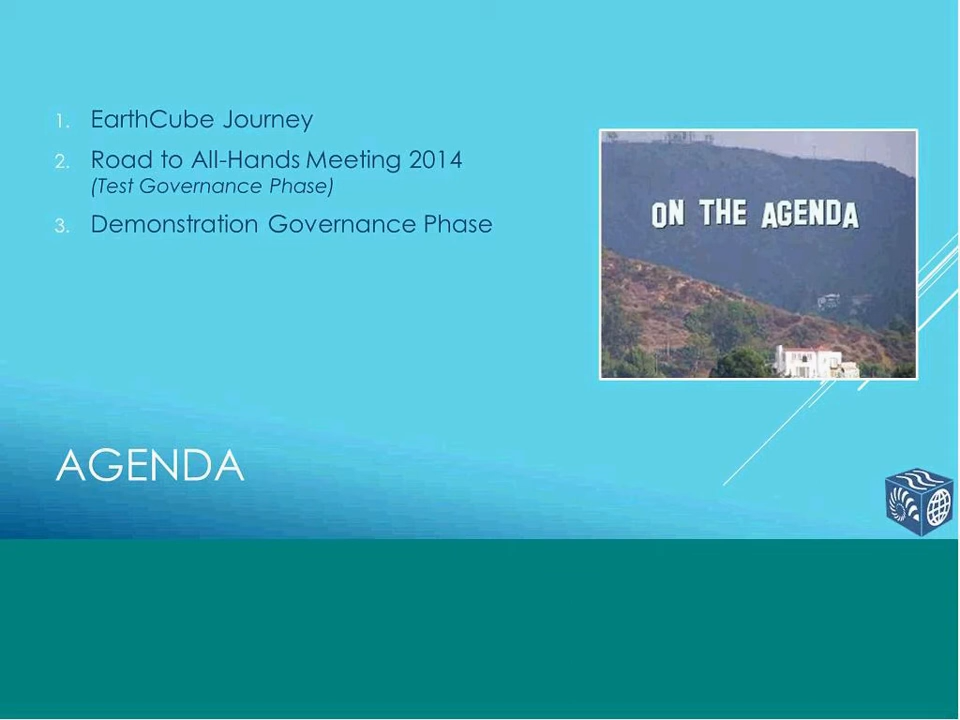 1. EarthCube Journey
2. Road to All-Hands Meeting 2014
(Test Governance Phase)
3. Demonstration Governance Phase
ON THE AGENDA
AGENDA